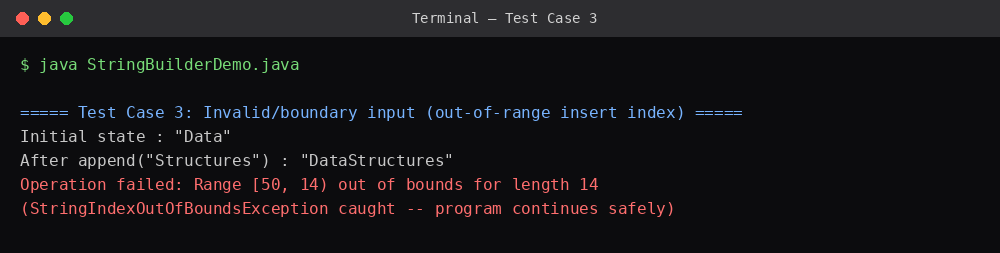 Terminal — Test Case 3
$ java StringBuilderDemo.java
===== Test Case 3: Invalid/boundary input (out-of-range insert index) =====
Initial state : "Data"
After append("Structures") : "DataStructures"
Operation failed: Range [50, 14) out of bounds for length 14
(StringIndexOutOfBoundsException caught -- program continues safely)